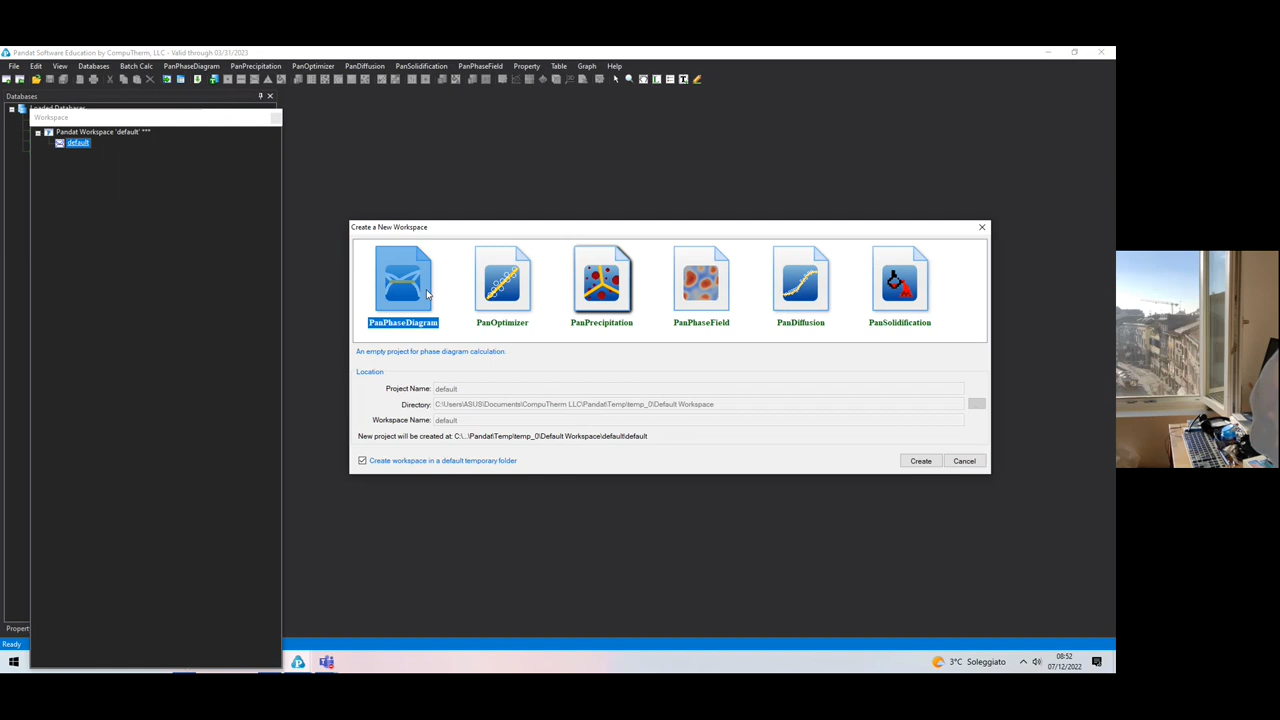 Pandat Software Education by CompuTherm, LLC - Valid through 03/31/2023
File Edit View Databases Batch Calc PanPhaseDiagram PanPrecipitation PanOptimizer PanDiffusion PanSolidification PanPhaseField Property Table Graph Help
Databases
Loaded Databases
Workspace
Pandat Workspace 'default' ***
default
Create a New Workspace
PanPhaseDiagram PanOptimizer PanPrecipitation PanPhaseField PanDiffusion PanSolidification
An empty project for phase diagram calculation.
Location
Project Name: default
Directory: C:\Users\ASUS\Documents\CompuTherm LLC\Pandat\Temp\temp_0\Default Workspace
Workspace Name: default
New project will be created at: C:\...\Pandat\Temp\temp_0\Default Workspace\default\default
Create workspace in a default temporary folder
Create Cancel
Propert
Ready
3°C Soleggiato
08:52
07/12/2022